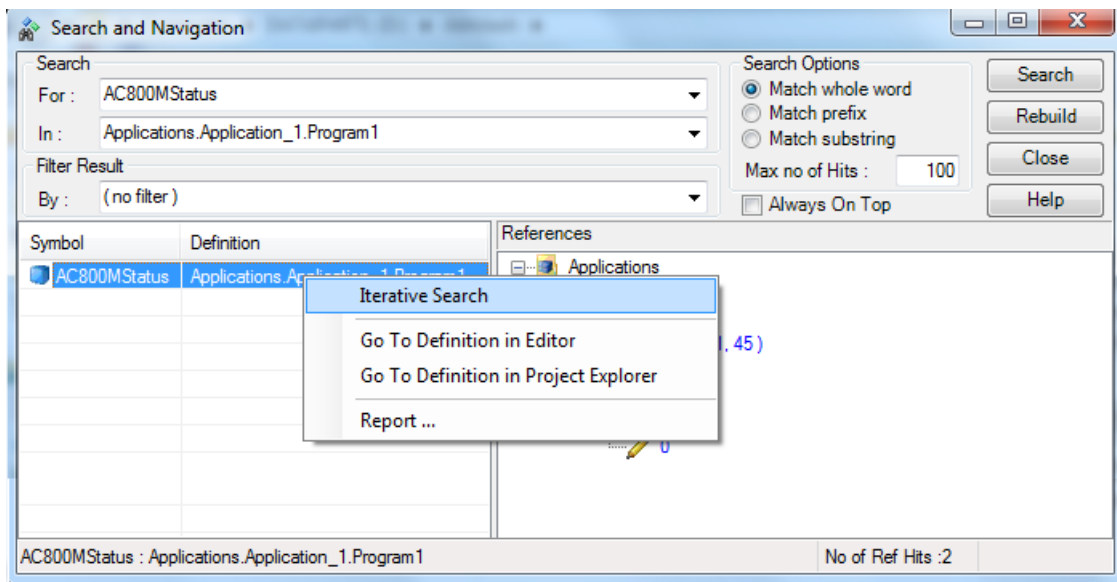 Search and Navigation
Search
For : AC800MStatus
In : Applications.Application_1.Program1
Filter Result
By : ( no filter )
Search Options
Match whole word
Match prefix
Match substring
Max no of Hits : 100
Always On Top
Search
Rebuild
Close
Help
Symbol Definition
AC800MStatus Applications.Application_1.Program1
References
Applications
, 45 )
0
Iterative Search
Go To Definition in Editor
Go To Definition in Project Explorer
Report ...
AC800MStatus : Applications.Application_1.Program1 No of Ref Hits :2